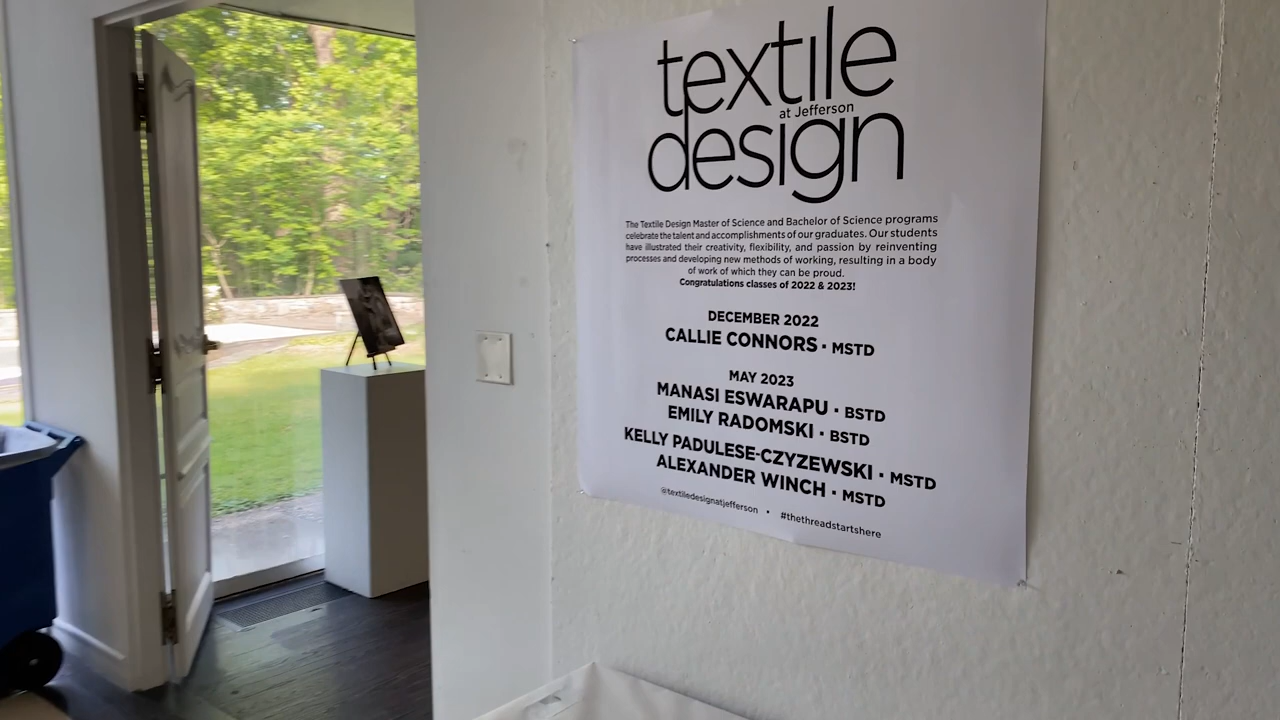 textile
at Jefferson
design
The Textile Design Master of Science and Bachelor of Science programs
celebrate the talent and accomplishments of our graduates. Our students
have illustrated their creativity, flexibility, and passion by reinventing
processes and developing new methods of working, resulting in a body
of work of which they can be proud.
Congratulations classes of 2022 & 2023!
DECEMBER 2022
CALLIE CONNORS · MSTD
MAY 2023
MANASI ESWARAPU · BSTD
EMILY RADOMSKI · BSTD
KELLY PADULESE-CZYZEWSKI · MSTD
ALEXANDER WINCH · MSTD
@textiledesignatjefferson · #thethreadstartshere